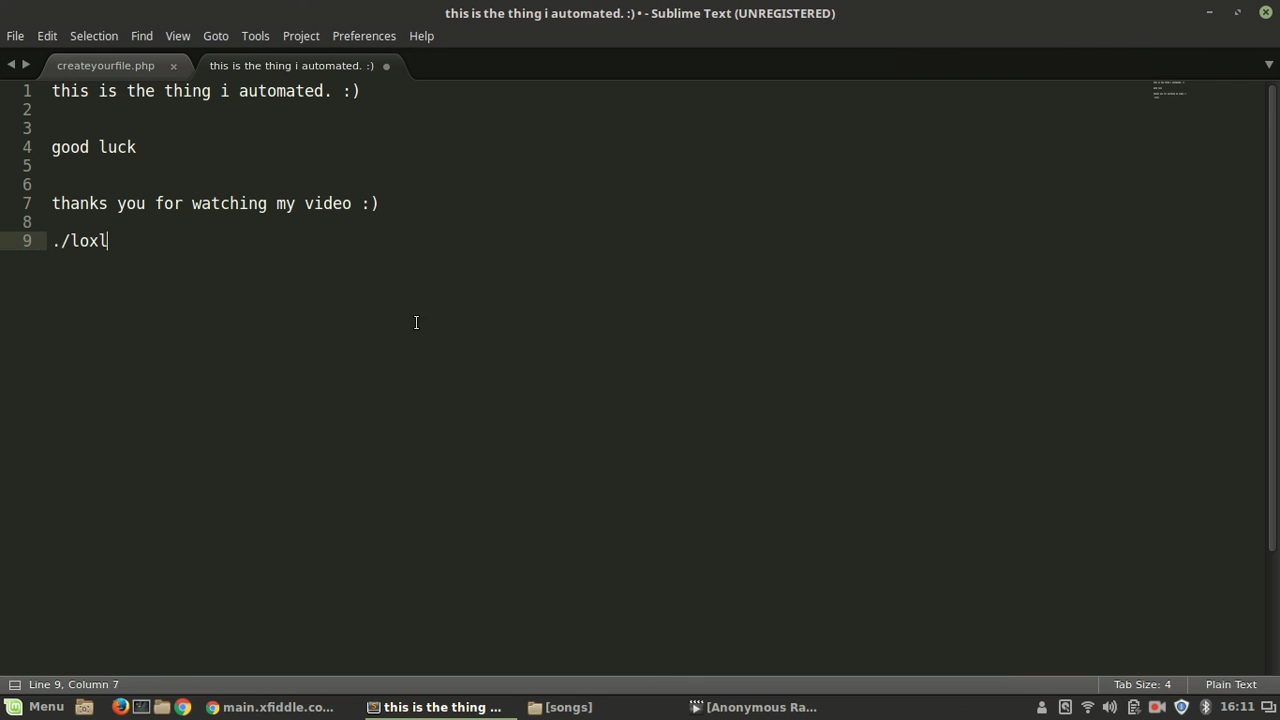 this is the thing i automated. :) • - Sublime Text (UNREGISTERED)
File Edit Selection Find View Goto Tools Project Preferences Help
createyourfile.php × this is the thing i automated. :)
1 this is the thing i automated. :)
2
3
4 good luck
5
6
7 thanks you for watching my video :)
8
9 ./loxl
Line 9, Column 7 Tab Size: 4 Plain Text
Menu main.xfiddle.co... this is the thing ... [songs] [Anonymous Ra... 16:11